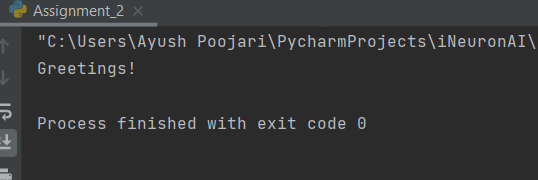 Assignment_2
"C:\Users\Ayush Poojari\PycharmProjects\iNeuronAI\
Greetings!
Process finished with exit code 0